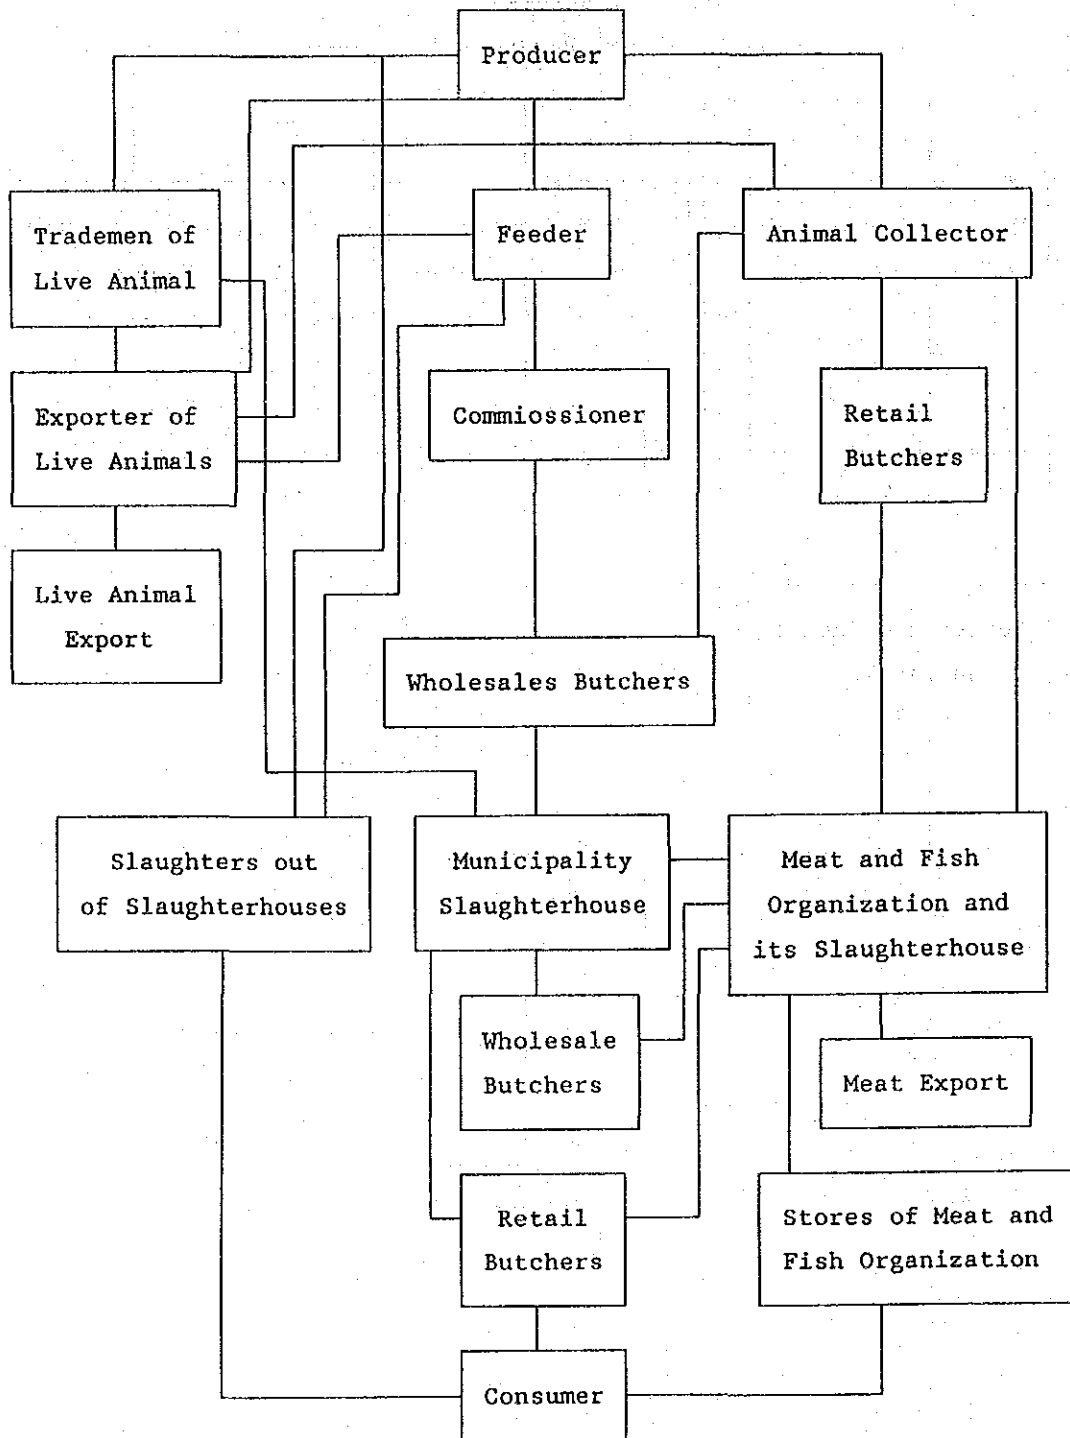 Producer
Trademen of
Live Animal
Feeder
Animal Collector
Exporter of
Live Animals
Commiossioner
Retail
Butchers
Live Animal
Export
Wholesales Butchers
Slaughters out
of Slaughterhouses
Municipality
Slaughterhouse
Meat and Fish
Organization and
its Slaughterhouse
Wholesale
Butchers
Meat Export
Retail
Butchers
Stores of Meat and
Fish Organization
Consumer